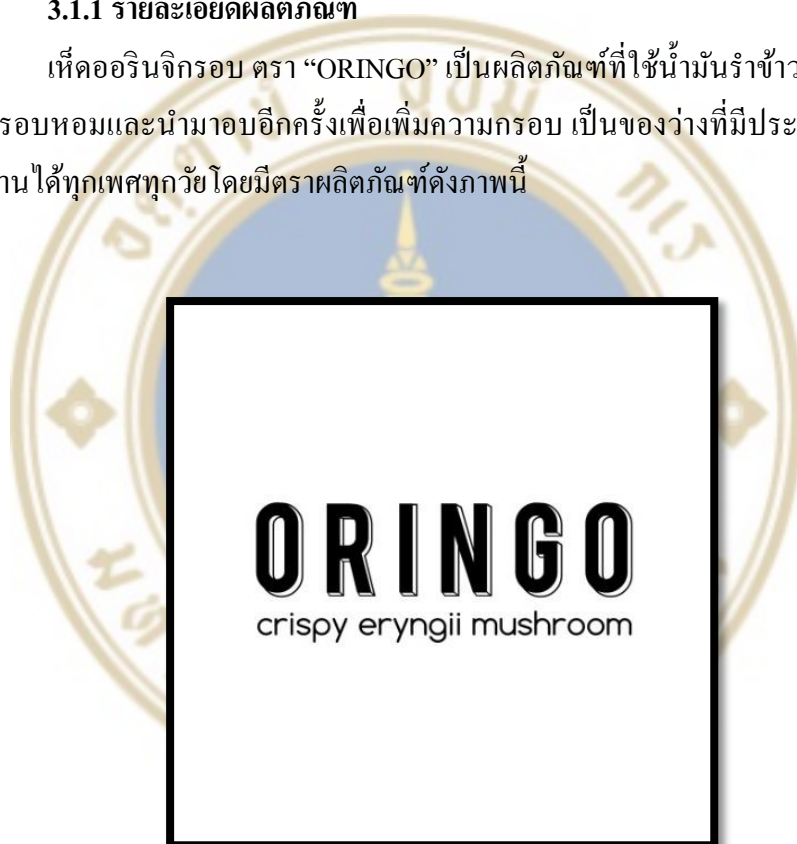 3.1.1 รายละเอียดผลิตภัณฑ์
เห็ดออรินจิกรอบ ตรา “ORINGO” เป็นผลิตภัณฑ์ที่ใช้น้ำมันรำข้าว
รอบหอมและนำมาอบอีกครั้งเพื่อเพิ่มความกรอบ เป็นของว่างที่มีประ
านได้ทุกเพศทุกวัยโดยมีตราผลิตภัณฑ์ดังภาพนี้
ORINGO
crispy eryngii mushroom